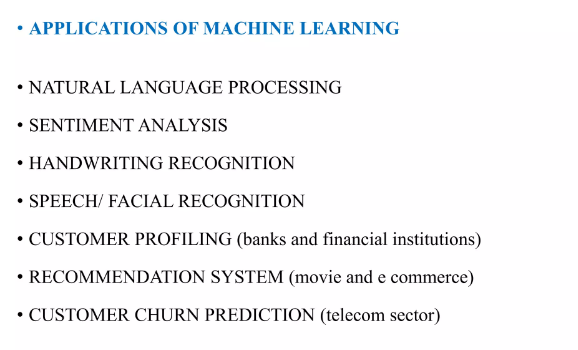 • APPLICATIONS OF MACHINE LEARNING
• NATURAL LANGUAGE PROCESSING
• SENTIMENT ANALYSIS
• HANDWRITING RECOGNITION
• SPEECH/ FACIAL RECOGNITION
• CUSTOMER PROFILING (banks and financial institutions)
• RECOMMENDATION SYSTEM (movie and e commerce)
• CUSTOMER CHURN PREDICTION (telecom sector)